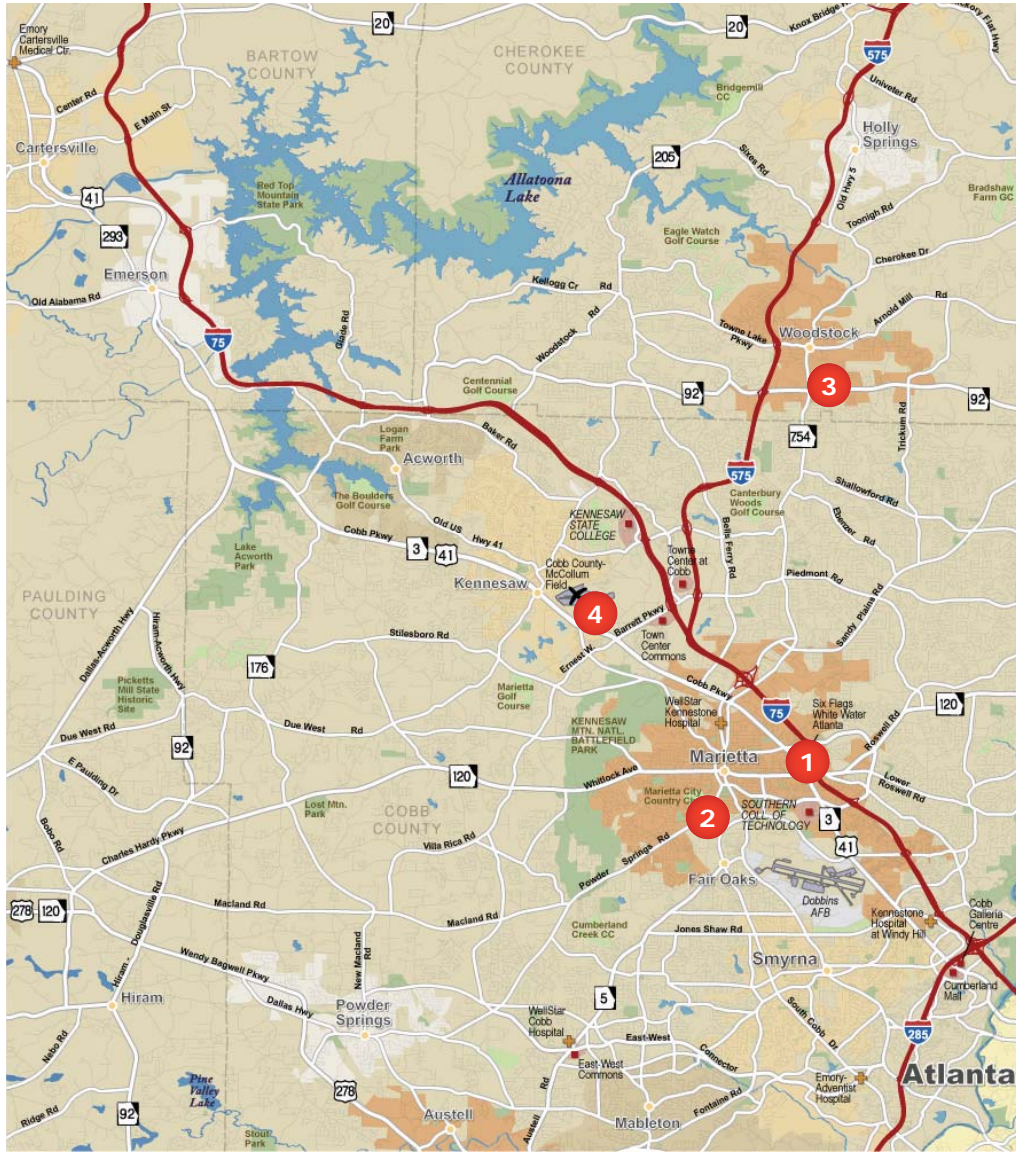 20
20
Knox Bridge
Hickory Flat Hwy
Emory
Cartersville
Medical Ctr.
BARTOW
COUNTY
CHEROKEE
COUNTY
575
Univeter Rd
Bridgemill
CC
Center Rd
E Main St
Holly
Springs
Cartersville
205
Sixes Rd
Old Hwy 5
Allatoona
Lake
Red Top
Mountain
State Park
Bradshaw
Farm GC
41
Toonigh Rd
293
Eagle Watch
Golf Course
Cherokee Dr
Emerson
Kellogg Cr Rd
Old Alabama Rd
Arnold Mill Rd
Glade Rd
Woodstock Rd
Towne Lake
Pkwy
Woodstock
75
Centennial
Golf Course
92
3
92
Trickum Rd
754
Baker Rd
Logan
Farm
Park
Acworth
575
Shallowford Rd
Canterbury
Woods
Golf Course
The Boulders
Golf Course
KENNESAW
STATE
COLLEGE
Bells Ferry Rd
Ebenezer Rd
Old US Hwy 41
Cobb Pkwy
3
41
Towne
Center at
Cobb
Lake
Acworth
Park
Cobb County-
McCollum
Field
Kennesaw
Piedmont Rd
PAULDING
COUNTY
4
Barrett Pkwy
Sandy Plains Rd
Dallas-Acworth Hwy
Hiram-Acworth Hwy
Stilesboro Rd
Ernest W.
Town
Center
Commons
176
Picketts
Mill State
Historic
Site
Marietta
Golf
Course
Cobb Pkwy
WellStar
Kennestone
Hospital
75
Six Flags
White Water
Atlanta
120
Due West Rd
92
Due West Rd
KENNESAW
MTN. NATL.
BATTLEFIELD
PARK
Roswell Rd
Marietta
1
E Paulding Dr
120
Whitlock Ave
Lower
Roswell Rd
Marietta City
Country
Lost Mtn.
Park
COBB
COUNTY
2
SOUTHERN
COLL. OF
TECHNOLOGY
3
Bobo Rd
Charles Hardy Pkwy
Villa Rica Rd
41
Powder Springs Rd
Fair Oaks
Dobbins
AFB
278
120
Macland Rd
Macland Rd
Hiram - Douglasville Rd
Cumberland
Creek CC
Kennestone
Hospital
at Windy Hill
Cobb
Galleria
Centre
Jones Shaw Rd
New Macland
Rd
Wendy Bagwell Pkwy
Smyrna
Cumberland
Mall
Hiram
Dallas Hwy
Powder
Springs
5
WellStar
Cobb
Hospital
South Cobb Dr
285
Nebo Rd
East-West
Connector
East-West
Commons
Emory-
Adventist
Hospital
Atlanta
Pine
Valley
Lake
278
Ridge Rd
92
Austell
Austell Rd
Fontaine Rd
Mableton
Stout
Park